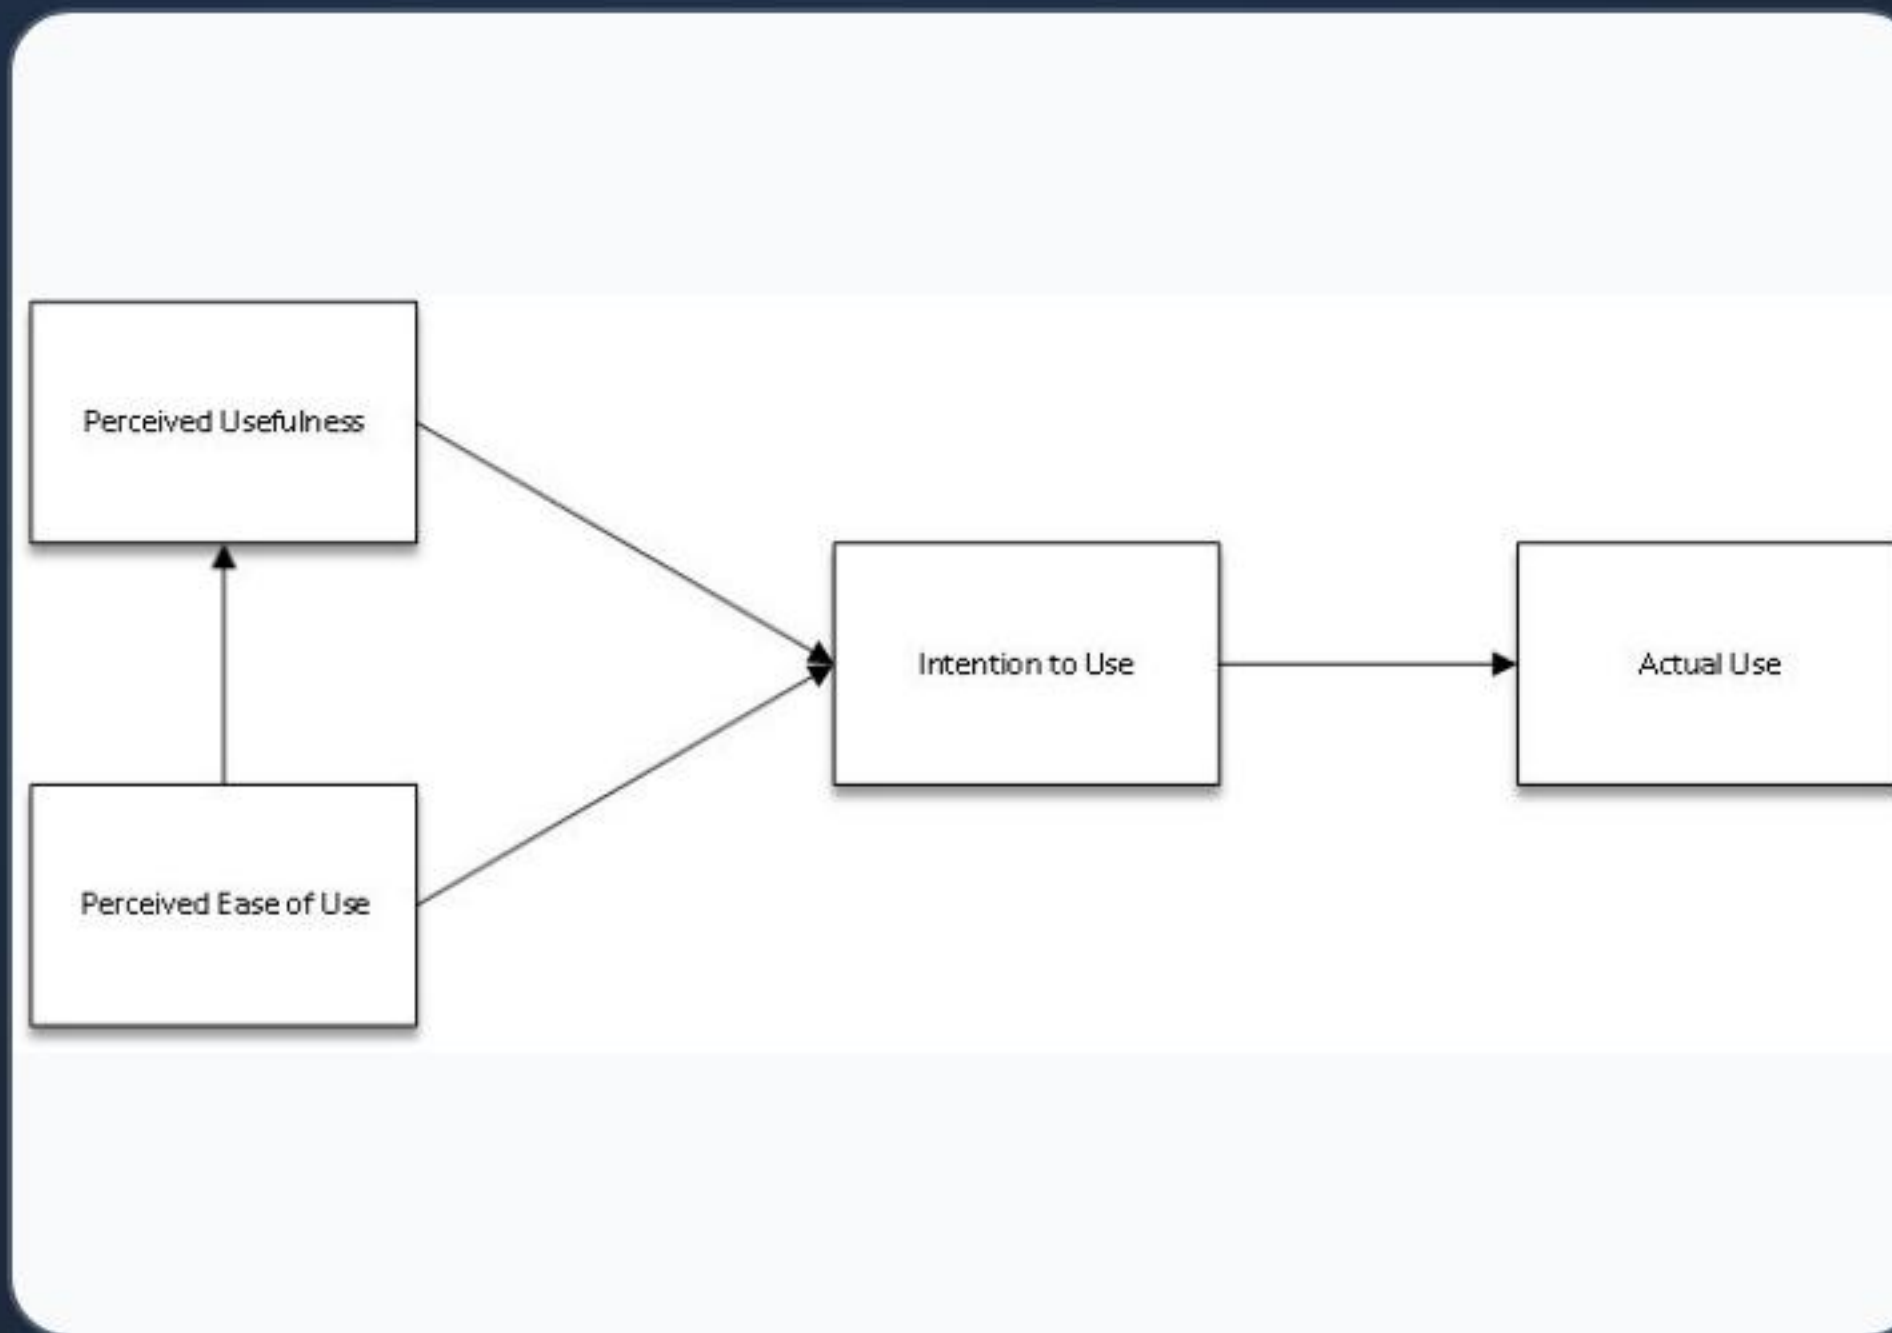 Perceived Usefulness
Intention to Use
Actual Use
Perceived Ease of Use